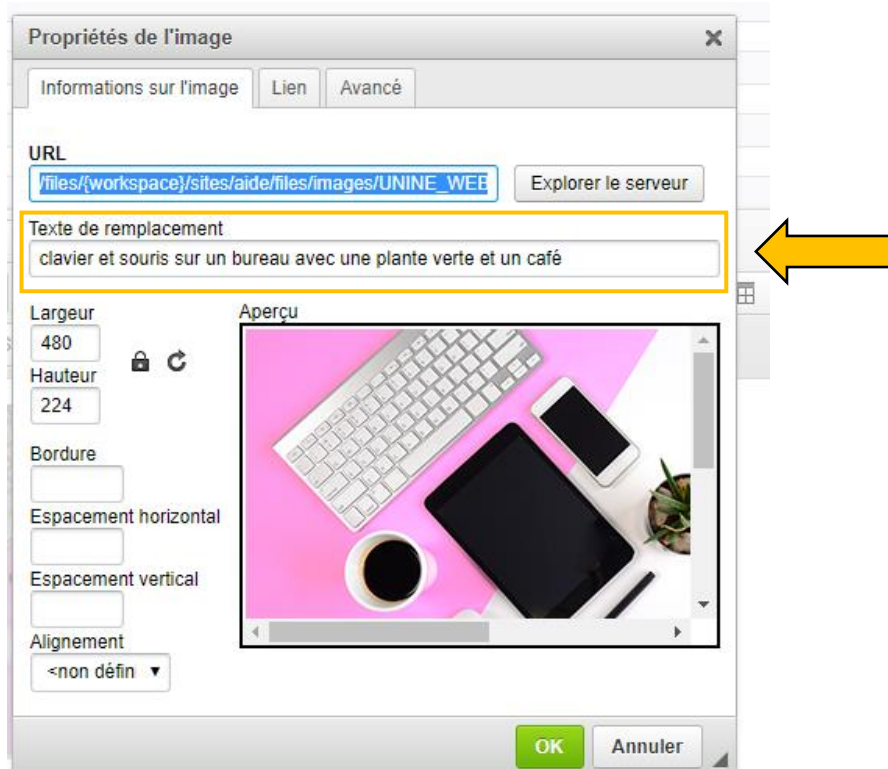 Propriétés de l'image
Informations sur l'image Lien Avancé
URL
/files/{workspace}/sites/aide/files/images/UNINE_WEB Explorer le serveur
Texte de remplacement
clavier et souris sur un bureau avec une plante verte et un café
Largeur
480
Hauteur
224
Aperçu
Bordure
Espacement horizontal
Espacement vertical
Alignement
<non défin
OK Annuler